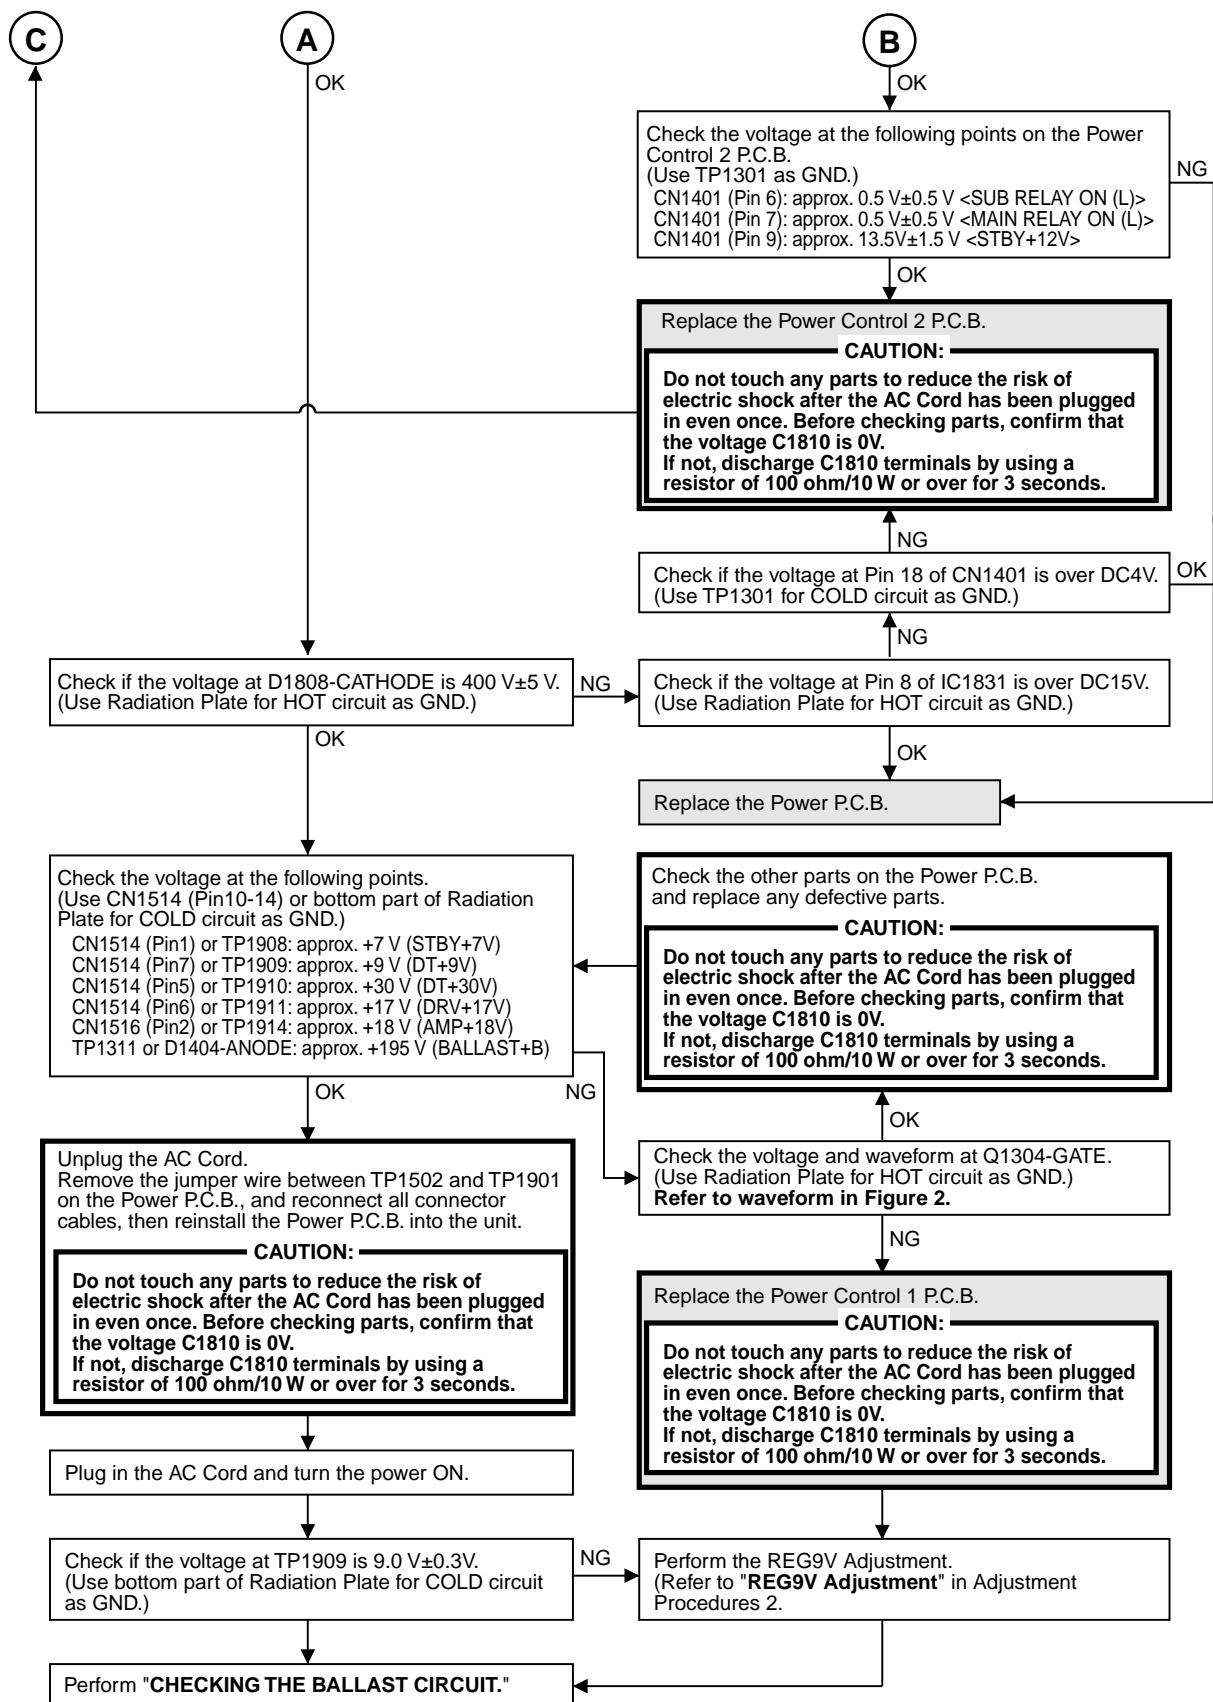 C
A
B
OK
OK
Check the voltage at the following points on the Power
Control 2 P.C.B.
(Use TP1301 as GND.)
CN1401 (Pin 6): approx. 0.5 V±0.5 V <SUB RELAY ON (L)>
CN1401 (Pin 7): approx. 0.5 V±0.5 V <MAIN RELAY ON (L)>
CN1401 (Pin 9): approx. 13.5V±1.5 V <STBY+12V>
NG
OK
Replace the Power Control 2 P.C.B.
CAUTION:
Do not touch any parts to reduce the risk of
electric shock after the AC Cord has been plugged
in even once. Before checking parts, confirm that
the voltage C1810 is 0V.
If not, discharge C1810 terminals by using a
resistor of 100 ohm/10 W or over for 3 seconds.
NG
Check if the voltage at Pin 18 of CN1401 is over DC4V.
(Use TP1301 for COLD circuit as GND.)
OK
NG
Check if the voltage at D1808-CATHODE is 400 V±5 V.
(Use Radiation Plate for HOT circuit as GND.)
NG
Check if the voltage at Pin 8 of IC1831 is over DC15V.
(Use Radiation Plate for HOT circuit as GND.)
OK
OK
Replace the Power P.C.B.
Check the voltage at the following points.
(Use CN1514 (Pin10-14) or bottom part of Radiation
Plate for COLD circuit as GND.)
CN1514 (Pin1) or TP1908: approx. +7 V (STBY+7V)
CN1514 (Pin7) or TP1909: approx. +9 V (DT+9V)
CN1514 (Pin5) or TP1910: approx. +30 V (DT+30V)
CN1514 (Pin6) or TP1911: approx. +17 V (DRV+17V)
CN1516 (Pin2) or TP1914: approx. +18 V (AMP+18V)
TP1311 or D1404-ANODE: approx. +195 V (BALLAST+B)
Check the other parts on the Power P.C.B.
and replace any defective parts.
CAUTION:
Do not touch any parts to reduce the risk of
electric shock after the AC Cord has been plugged
in even once. Before checking parts, confirm that
the voltage C1810 is 0V.
If not, discharge C1810 terminals by using a
resistor of 100 ohm/10 W or over for 3 seconds.
OK
NG
OK
Unplug the AC Cord.
Remove the jumper wire between TP1502 and TP1901
on the Power P.C.B., and reconnect all connector
cables, then reinstall the Power P.C.B. into the unit.
CAUTION:
Do not touch any parts to reduce the risk of
electric shock after the AC Cord has been plugged
in even once. Before checking parts, confirm that
the voltage C1810 is 0V.
If not, discharge C1810 terminals by using a
resistor of 100 ohm/10 W or over for 3 seconds.
Check the voltage and waveform at Q1304-GATE.
(Use Radiation Plate for HOT circuit as GND.)
Refer to waveform in Figure 2.
NG
Replace the Power Control 1 P.C.B.
CAUTION:
Do not touch any parts to reduce the risk of
electric shock after the AC Cord has been plugged
in even once. Before checking parts, confirm that
the voltage C1810 is 0V.
If not, discharge C1810 terminals by using a
resistor of 100 ohm/10 W or over for 3 seconds.
Plug in the AC Cord and turn the power ON.
Check if the voltage at TP1909 is 9.0 V±0.3V.
(Use bottom part of Radiation Plate for COLD circuit
as GND.)
NG
Perform the REG9V Adjustment.
(Refer to "REG9V Adjustment" in Adjustment
Procedures 2.
Perform "CHECKING THE BALLAST CIRCUIT."